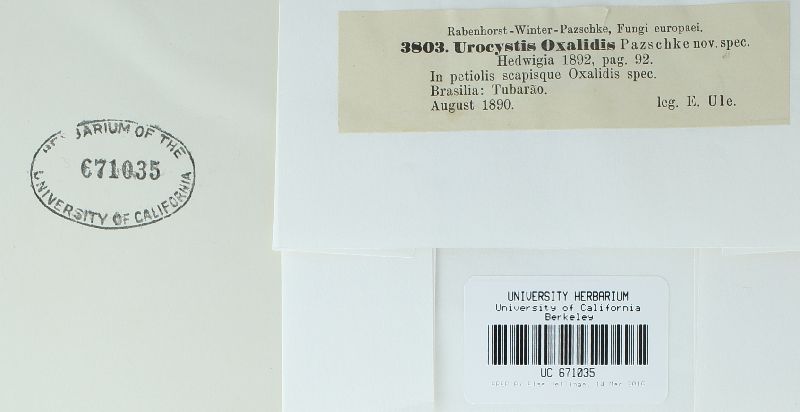 Rabenhorst-Winter-Pazschke, Fungi europaei.
3803. Urocystis Oxalidis Pazschke nov. spec.
Hedwigia 1892, pag. 92.
In petiolis scapisque Oxalidis spec.
Brasilia: Tubarão.
August 1890. leg. E. Ule.
HERBARIUM OF THE
671035
UNIVERSITY OF CALIFORNIA
UNIVERSITY HERBARIUM
University of California
Berkeley
UC 671035